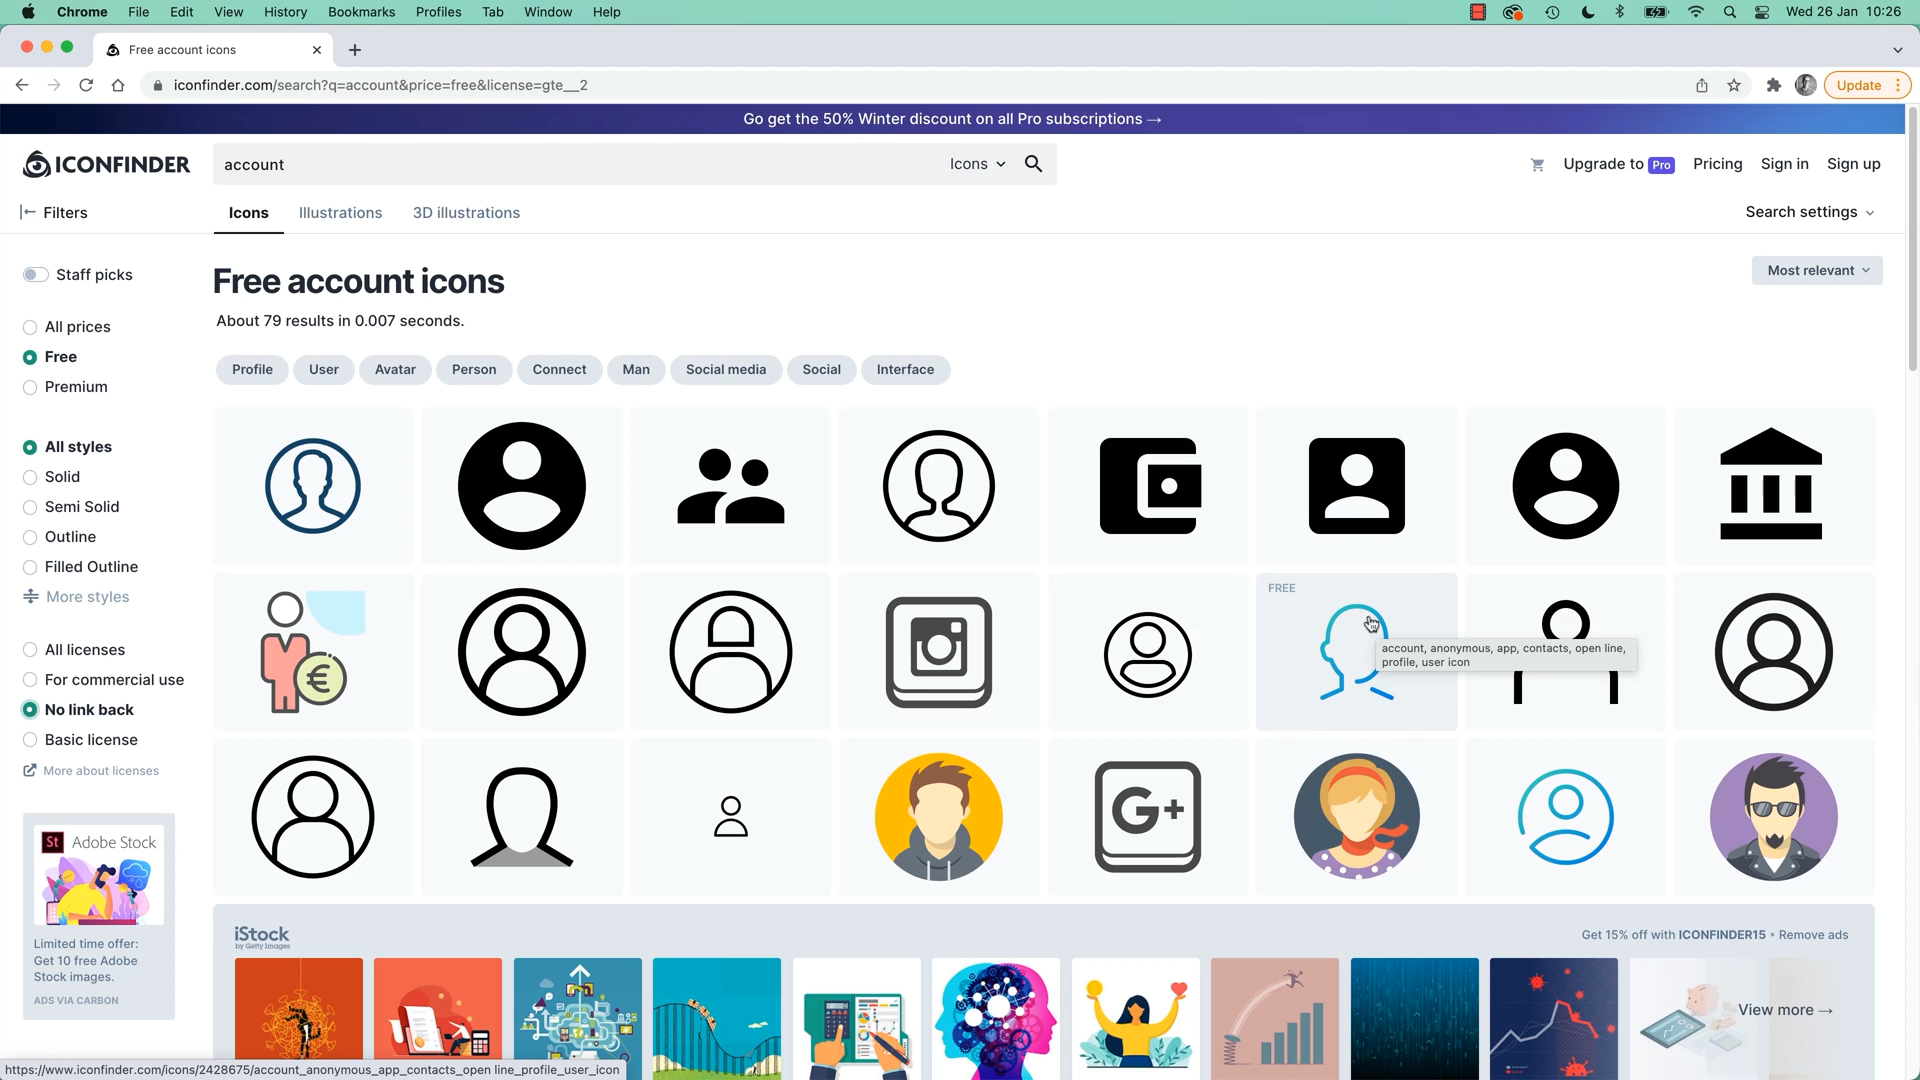 Chrome File Edit View History Bookmarks Profiles Tab Window Help Wed 26 Jan 10:26
Free account icons
iconfinder.com/search?q=account&price=free&license=gte__2 Update
Go get the 50% Winter discount on all Pro subscriptions →
ICONFINDER account Icons Upgrade to Pro Pricing Sign in Sign up
Filters Icons Illustrations 3D illustrations Search settings
Staff picks
Free account icons
Most relevant
About 79 results in 0.007 seconds.
All prices
Free
Premium
Profile User Avatar Person Connect Man Social media Social Interface
All styles
Solid
Semi Solid
Outline
Filled Outline
More styles
FREE
account, anonymous, app, contacts, open line,
profile, user icon
All licenses
For commercial use
No link back
Basic license
More about licenses
G+
St Adobe Stock
Limited time offer:
Get 10 free Adobe
Stock images.
ADS VIA CARBON
iStock
by Getty Images
Get 15% off with ICONFINDER15 • Remove ads
View more →
https://www.iconfinder.com/icons/2428675/account_anonymous_app_contacts_open line_profile_user_icon